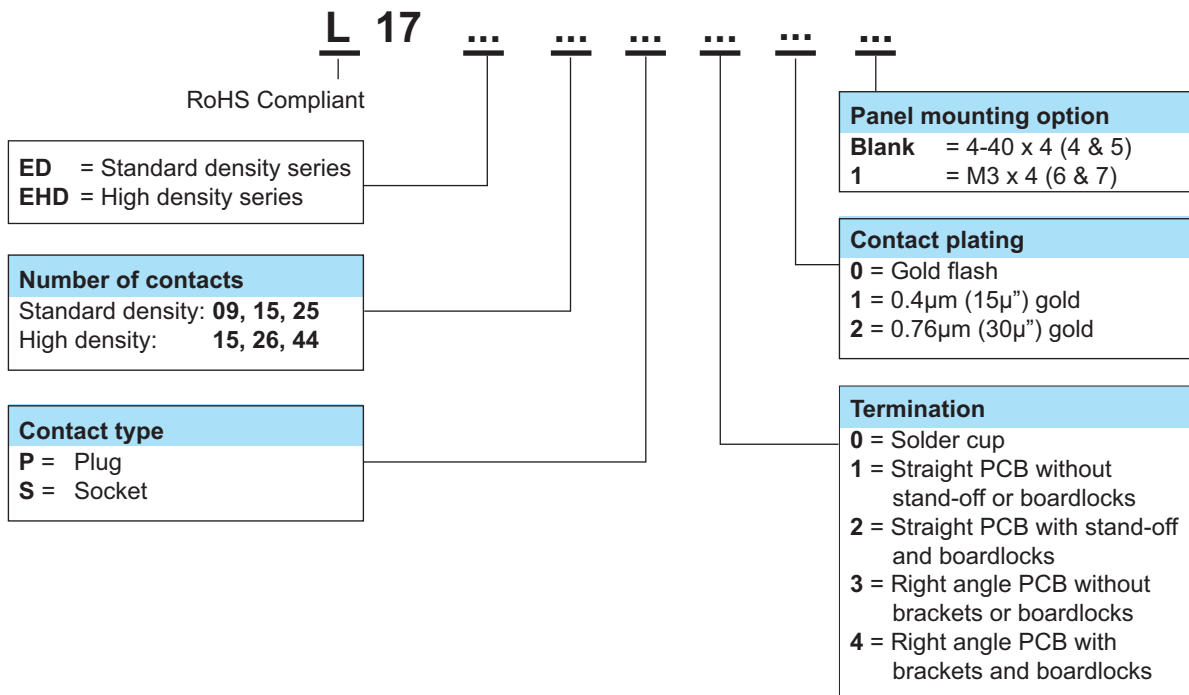 L 17 ... ... ... ... ... ...
RoHS Compliant
ED = Standard density series
EHD = High density series
Number of contacts
Standard density: 09, 15, 25
High density: 15, 26, 44
Contact type
P = Plug
S = Socket
Panel mounting option
Blank = 4-40 x 4 (4 & 5)
1 = M3 x 4 (6 & 7)
Contact plating
0 = Gold flash
1 = 0.4µm (15µ”) gold
2 = 0.76µm (30µ”) gold
Termination
0 = Solder cup
1 = Straight PCB without
stand-off or boardlocks
2 = Straight PCB with stand-off
and boardlocks
3 = Right angle PCB without
brackets or boardlocks
4 = Right angle PCB with
brackets and boardlocks